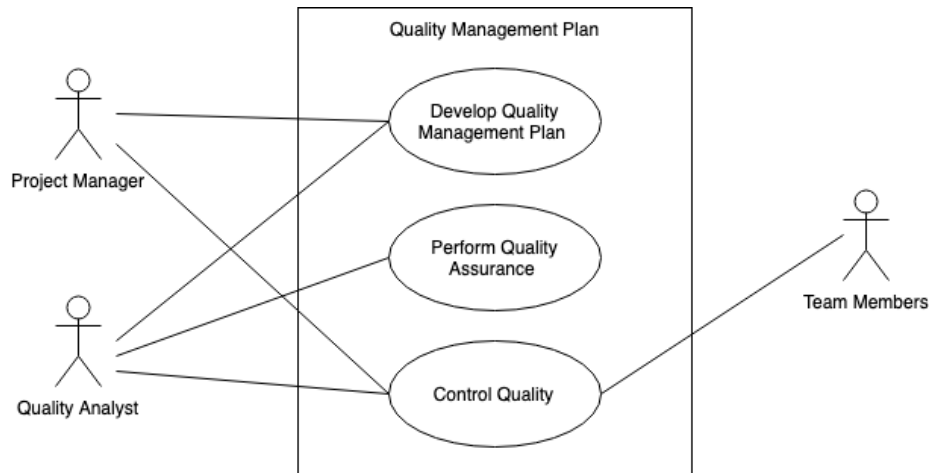 Quality Management Plan
Develop Quality
Management Plan
Project Manager
Perform Quality
Assurance
Team Members
Control Quality
Quality Analyst